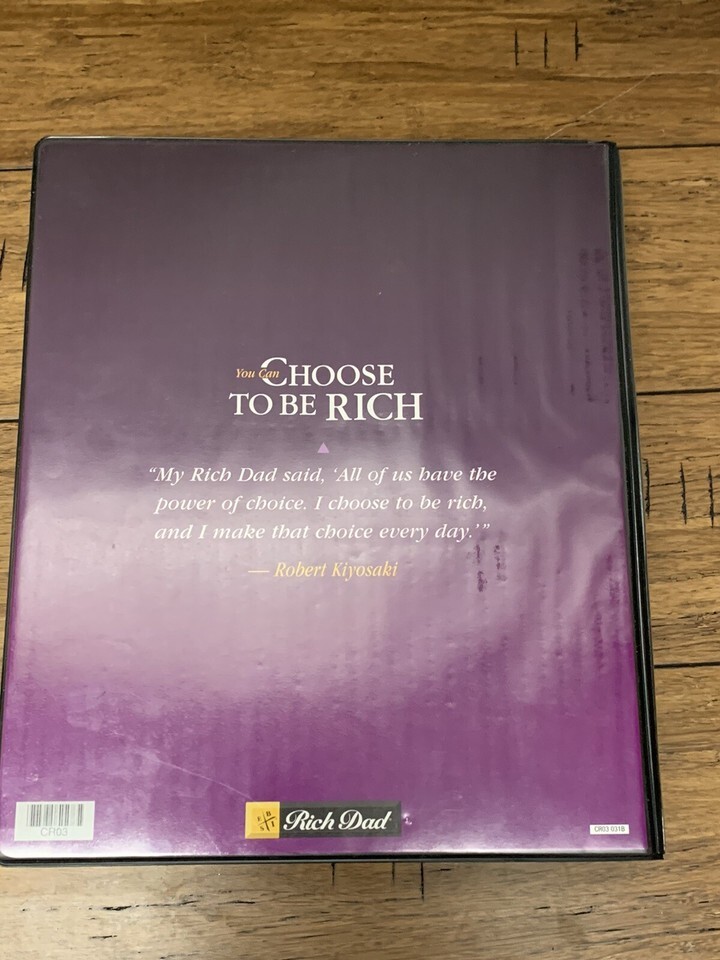 You Can CHOOSE
TO BE RICH
“My Rich Dad said, ‘All of us have the
power of choice. I choose to be rich,
and I make that choice every day.’”
— Robert Kiyosaki
CR03
E B
S I
Rich Dad
CR03 031B